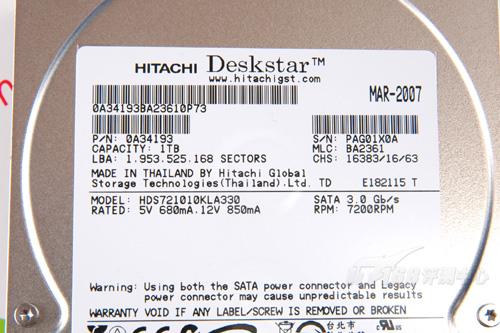 HITACHI Deskstar™
www.hitachigst.com
MAR-2007
0A34193BA23610P73
P/N: 0A34193 S/N: PAG01X0A
CAPACITY: 1TB MLC: BA2361
LBA: 1.953.525.168 SECTORS CHS: 16383/16/63
MADE IN THAILAND BY Hitachi Global
Storage Technologies(Thailand).Ltd. TD E182115 T
MODEL: HDS721010KLA330 SATA 3.0 Gb/s
RATED: 5V 680mA.12V 850mA RPM: 7200RPM
Warning: Using both the SATA power connector and Legacy
power connector may cause unpredictable results
WARRANTY VOID IF ANY LABEL/SCREW IS REMOVED OR BROKEN
台北市